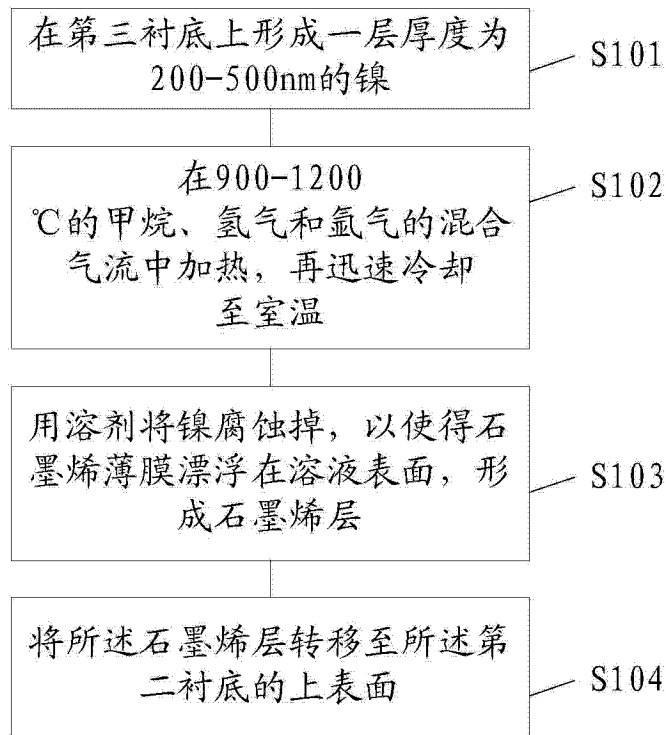 在第三衬底上形成一层厚度为
200-500nm的镍
S101
在900-1200
℃的甲烷、氢气和氩气的混合
气流中加热,再迅速冷却
至室温
S102
用溶剂将镍腐蚀掉,以使得石
墨烯薄膜漂浮在溶液表面,形
成石墨烯层
S103
将所述石墨烯层转移至所述第
二衬底的上表面
S104